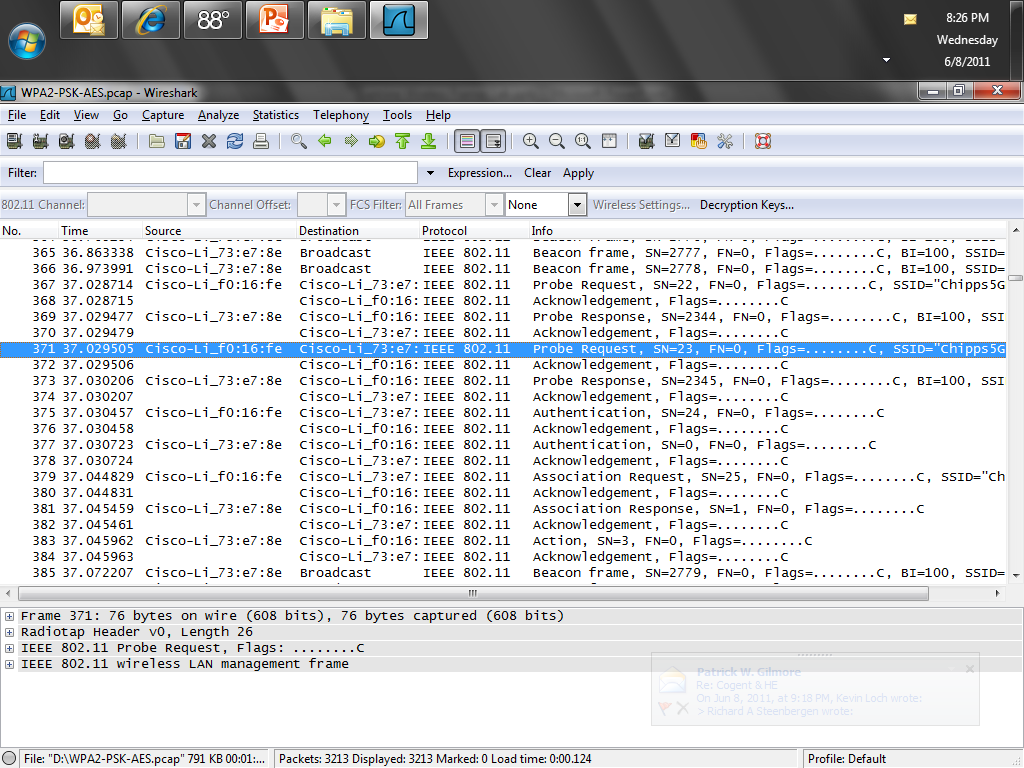 88°
8:26 PM
Wednesday
6/8/2011
WPA2-PSK-AES.pcap - Wireshark
File Edit View Go Capture Analyze Statistics Telephony Tools Help
Filter: Expression... Clear Apply
802.11 Channel: Channel Offset: FCS Filter: All Frames None Wireless Settings... Decryption Keys...
No. Time Source Destination Protocol Info
365 36.863338 Cisco-Li_73:e7:8e Broadcast IEEE 802.11 Beacon frame, SN=2777, FN=0, Flags=........C, BI=100, SSID=
366 36.973991 Cisco-Li_73:e7:8e Broadcast IEEE 802.11 Beacon frame, SN=2778, FN=0, Flags=........C, BI=100, SSID=
367 37.028714 Cisco-Li_f0:16:fe Cisco-Li_73:e7: IEEE 802.11 Probe Request, SN=22, FN=0, Flags=........C, SSID="Chipps5G
368 37.028715 Cisco-Li_f0:16: IEEE 802.11 Acknowledgement, Flags=........C
369 37.029477 Cisco-Li_73:e7:8e Cisco-Li_f0:16: IEEE 802.11 Probe Response, SN=2344, FN=0, Flags=........C, BI=100, SSI
370 37.029479 Cisco-Li_73:e7: IEEE 802.11 Acknowledgement, Flags=........C
371 37.029505 Cisco-Li_f0:16:fe Cisco-Li_73:e7: IEEE 802.11 Probe Request, SN=23, FN=0, Flags=........C, SSID="Chipps5G
372 37.029506 Cisco-Li_f0:16: IEEE 802.11 Acknowledgement, Flags=........C
373 37.030206 Cisco-Li_73:e7:8e Cisco-Li_f0:16: IEEE 802.11 Probe Response, SN=2345, FN=0, Flags=........C, BI=100, SSI
374 37.030207 Cisco-Li_73:e7: IEEE 802.11 Acknowledgement, Flags=........C
375 37.030457 Cisco-Li_f0:16:fe Cisco-Li_73:e7: IEEE 802.11 Authentication, SN=24, FN=0, Flags=........C
376 37.030458 Cisco-Li_f0:16: IEEE 802.11 Acknowledgement, Flags=........C
377 37.030723 Cisco-Li_73:e7:8e Cisco-Li_f0:16: IEEE 802.11 Authentication, SN=0, FN=0, Flags=........C
378 37.030724 Cisco-Li_73:e7: IEEE 802.11 Acknowledgement, Flags=........C
379 37.044829 Cisco-Li_f0:16:fe Cisco-Li_73:e7: IEEE 802.11 Association Request, SN=25, FN=0, Flags=........C, SSID="Ch
380 37.044831 Cisco-Li_f0:16: IEEE 802.11 Acknowledgement, Flags=........C
381 37.045459 Cisco-Li_73:e7:8e Cisco-Li_f0:16: IEEE 802.11 Association Response, SN=1, FN=0, Flags=........C
382 37.045461 Cisco-Li_73:e7: IEEE 802.11 Acknowledgement, Flags=........C
383 37.045962 Cisco-Li_73:e7:8e Cisco-Li_f0:16: IEEE 802.11 Action, SN=3, FN=0, Flags=........C
384 37.045963 Cisco-Li_73:e7: IEEE 802.11 Acknowledgement, Flags=........C
385 37.072207 Cisco-Li_73:e7:8e Broadcast IEEE 802.11 Beacon frame, SN=2779, FN=0, Flags=........C, BI=100, SSID=
Frame 371: 76 bytes on wire (608 bits), 76 bytes captured (608 bits)
Radiotap Header v0, Length 26
IEEE 802.11 Probe Request, Flags: ........C
IEEE 802.11 wireless LAN management frame
Patrick W. Gilmore
Re: Cogent & HE
On Jun 8, 2011, at 9:18 PM, Kevin Loch wrote:
> Richard A Steenbergen wrote:
File: "D:\WPA2-PSK-AES.pcap" 791 KB 00:01:... Packets: 3213 Displayed: 3213 Marked: 0 Load time: 0:00.124 Profile: Default